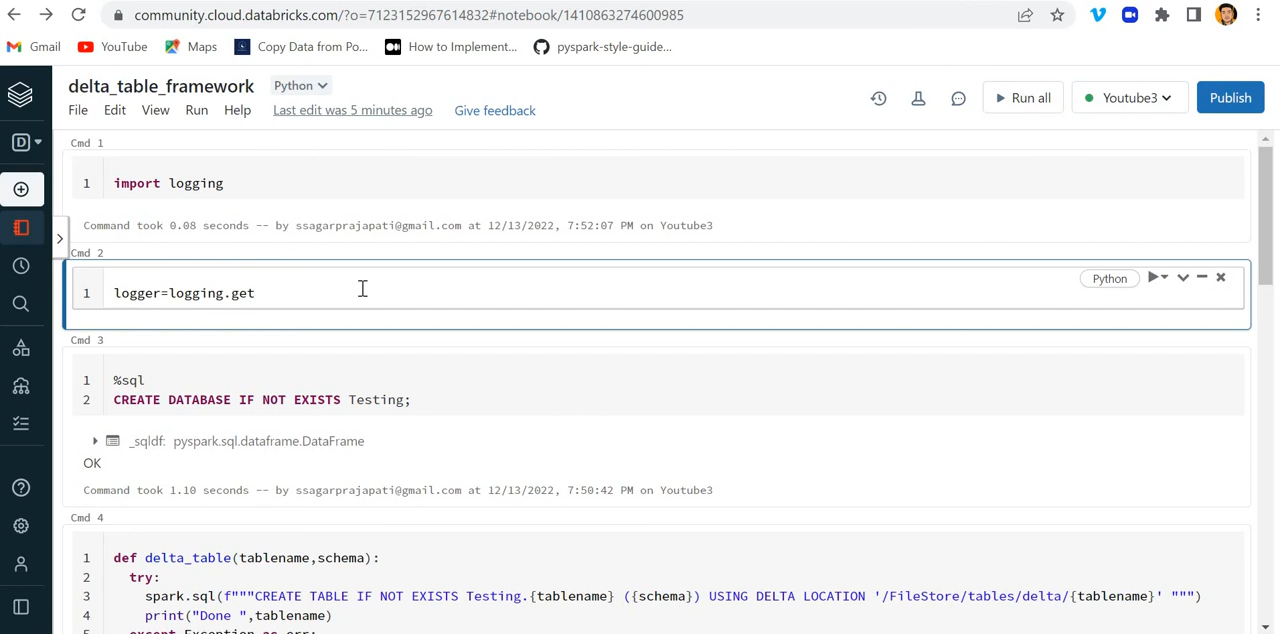 community.cloud.databricks.com/?o=7123152967614832#notebook/1410863274600985
Gmail YouTube Maps Copy Data from Po... How to Implement... pyspark-style-guide...
delta_table_framework Python
File Edit View Run Help Last edit was 5 minutes ago Give feedback
Run all Youtube3 Publish
D
Cmd 1
1 import logging
Command took 0.08 seconds -- by ssagarprajapati@gmail.com at 12/13/2022, 7:52:07 PM on Youtube3
Cmd 2
Python
1 logger=logging.get
Cmd 3
1 %sql
2 CREATE DATABASE IF NOT EXISTS Testing;
_sqldf: pyspark.sql.dataframe.DataFrame
OK
Command took 1.10 seconds -- by ssagarprajapati@gmail.com at 12/13/2022, 7:50:42 PM on Youtube3
Cmd 4
1 def delta_table(tablename,schema):
2 try:
3 spark.sql(f"""CREATE TABLE IF NOT EXISTS Testing.{tablename} ({schema}) USING DELTA LOCATION '/FileStore/tables/delta/{tablename}' """)
4 print("Done ",tablename)
5 except Exception as err: